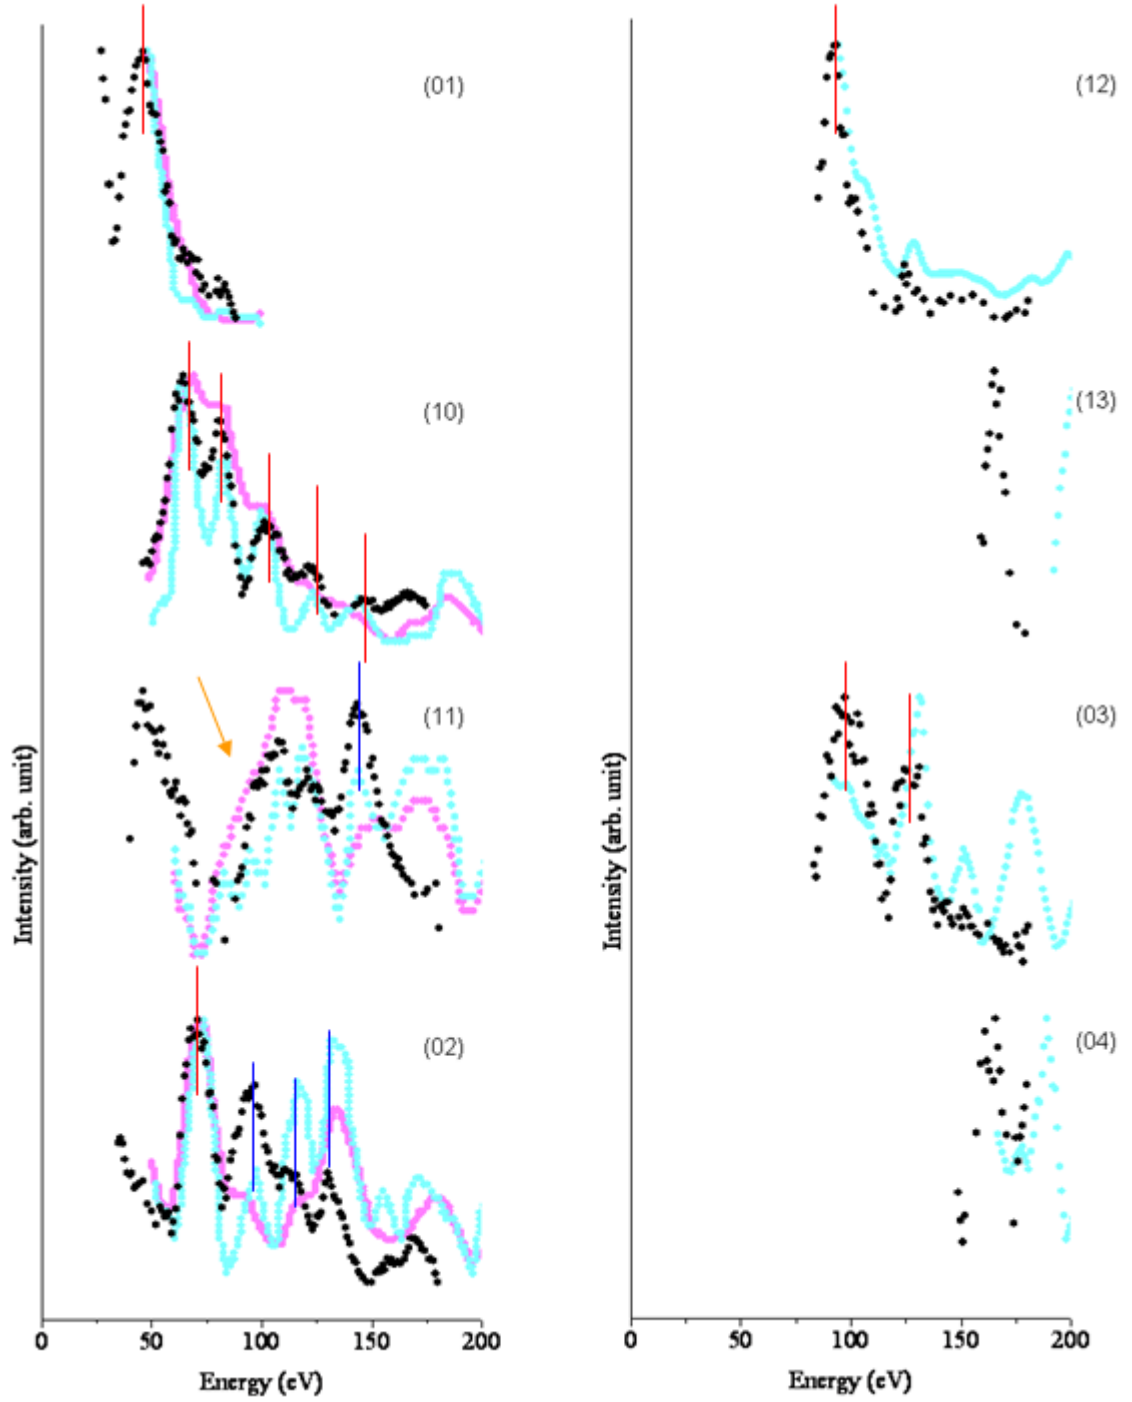 (01)
(12)
(10)
(13)
(11)
(03)
(02)
(04)
Intensity (arb. unit)
Intensity (arb. unit)
0 50 100 150 200
0 50 100 150 200
Energy (eV)
Energy (eV)